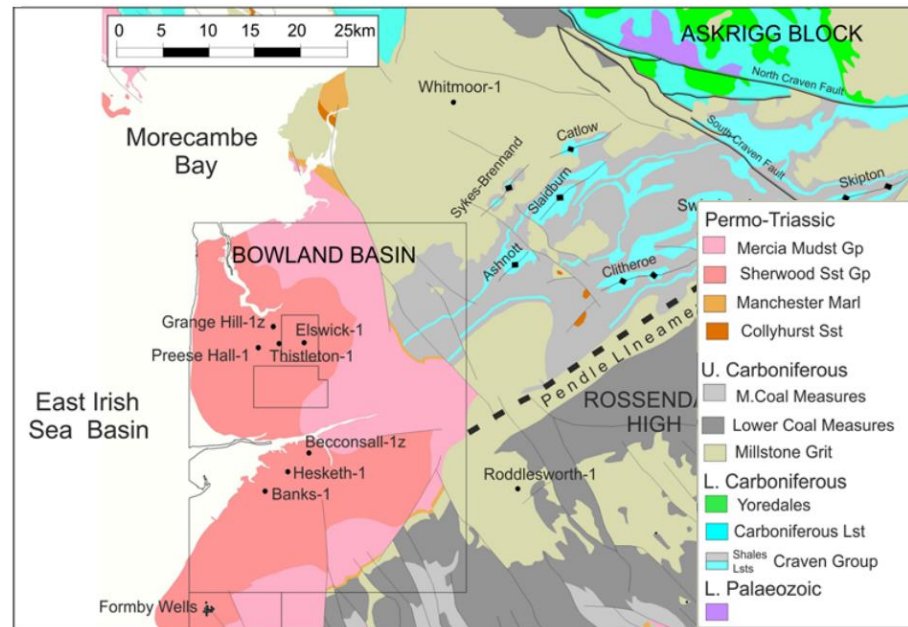 0 5 10 15 20 25km
ASKRIGG BLOCK
North Craven Fault
Whitmoor-1
South Craven Fault
Morecambe
Bay
Catlow
Sykes-Brennand
Slaidburn
Skipton
BOWLAND BASIN
Ashnott
Clitheroe
Grange Hill-1z
Elswick-1
Preese Hall-1
Thistleton-1
Pendle Lineame
East Irish
Sea Basin
ROSSENDA
HIGH
Becconsall-1z
Hesketh-1
Banks-1
Roddlesworth-1
Formby Wells
Permo-Triassic
Mercia Mudst Gp
Sherwood Sst Gp
Manchester Marl
Collyhurst Sst
U. Carboniferous
M.Coal Measures
Lower Coal Measures
Millstone Grit
L. Carboniferous
Yoredales
Carboniferous Lst
Shales
Lsts
Craven Group
L. Palaeozoic